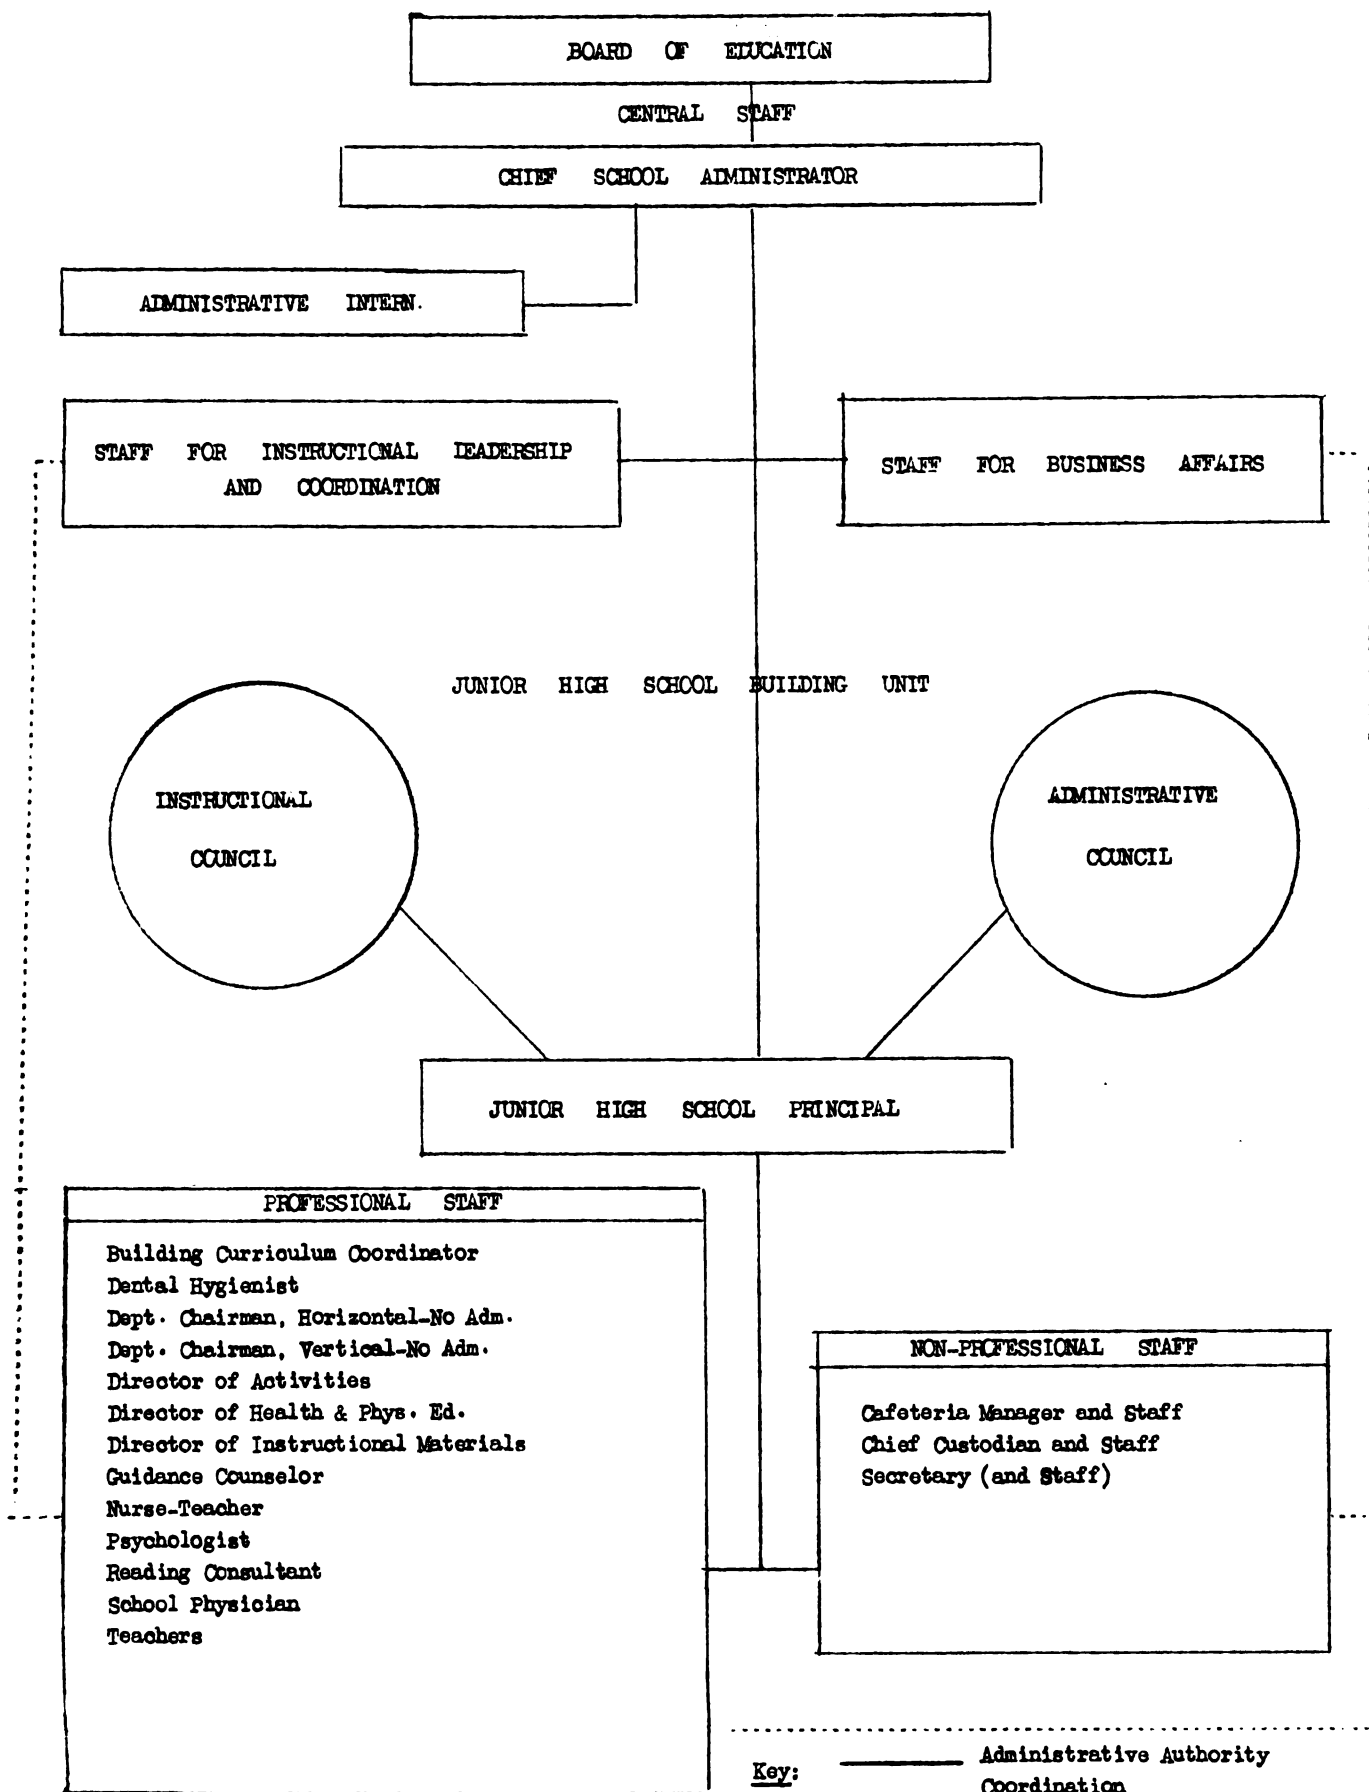 BOARD OF EDUCATION
CENTRAL STAFF
CHIEF SCHOOL ADMINISTRATOR
ADMINISTRATIVE INTERN.
STAFF FOR INSTRUCTIONAL LEADERSHIP
AND COORDINATION
STAFF FOR BUSINESS AFFAIRS
JUNIOR HIGH SCHOOL BUILDING UNIT
INSTRUCTIONAL
COUNCIL
ADMINISTRATIVE
COUNCIL
JUNIOR HIGH SCHOOL PRINCIPAL
PROFESSIONAL STAFF
Building Curriculum Coordinator
Dental Hygienist
Dept. Chairman, Horizontal-No Adm.
Dept. Chairman, Vertical-No Adm.
Director of Activities
Director of Health & Phys. Ed.
Director of Instructional Materials
Guidance Counselor
Nurse-Teacher
Psychologist
Reading Consultant
School Physician
Teachers
NON-PROFESSIONAL STAFF
Cafeteria Manager and Staff
Chief Custodian and Staff
Secretary (and Staff)
Key: Administrative Authority
Coordination